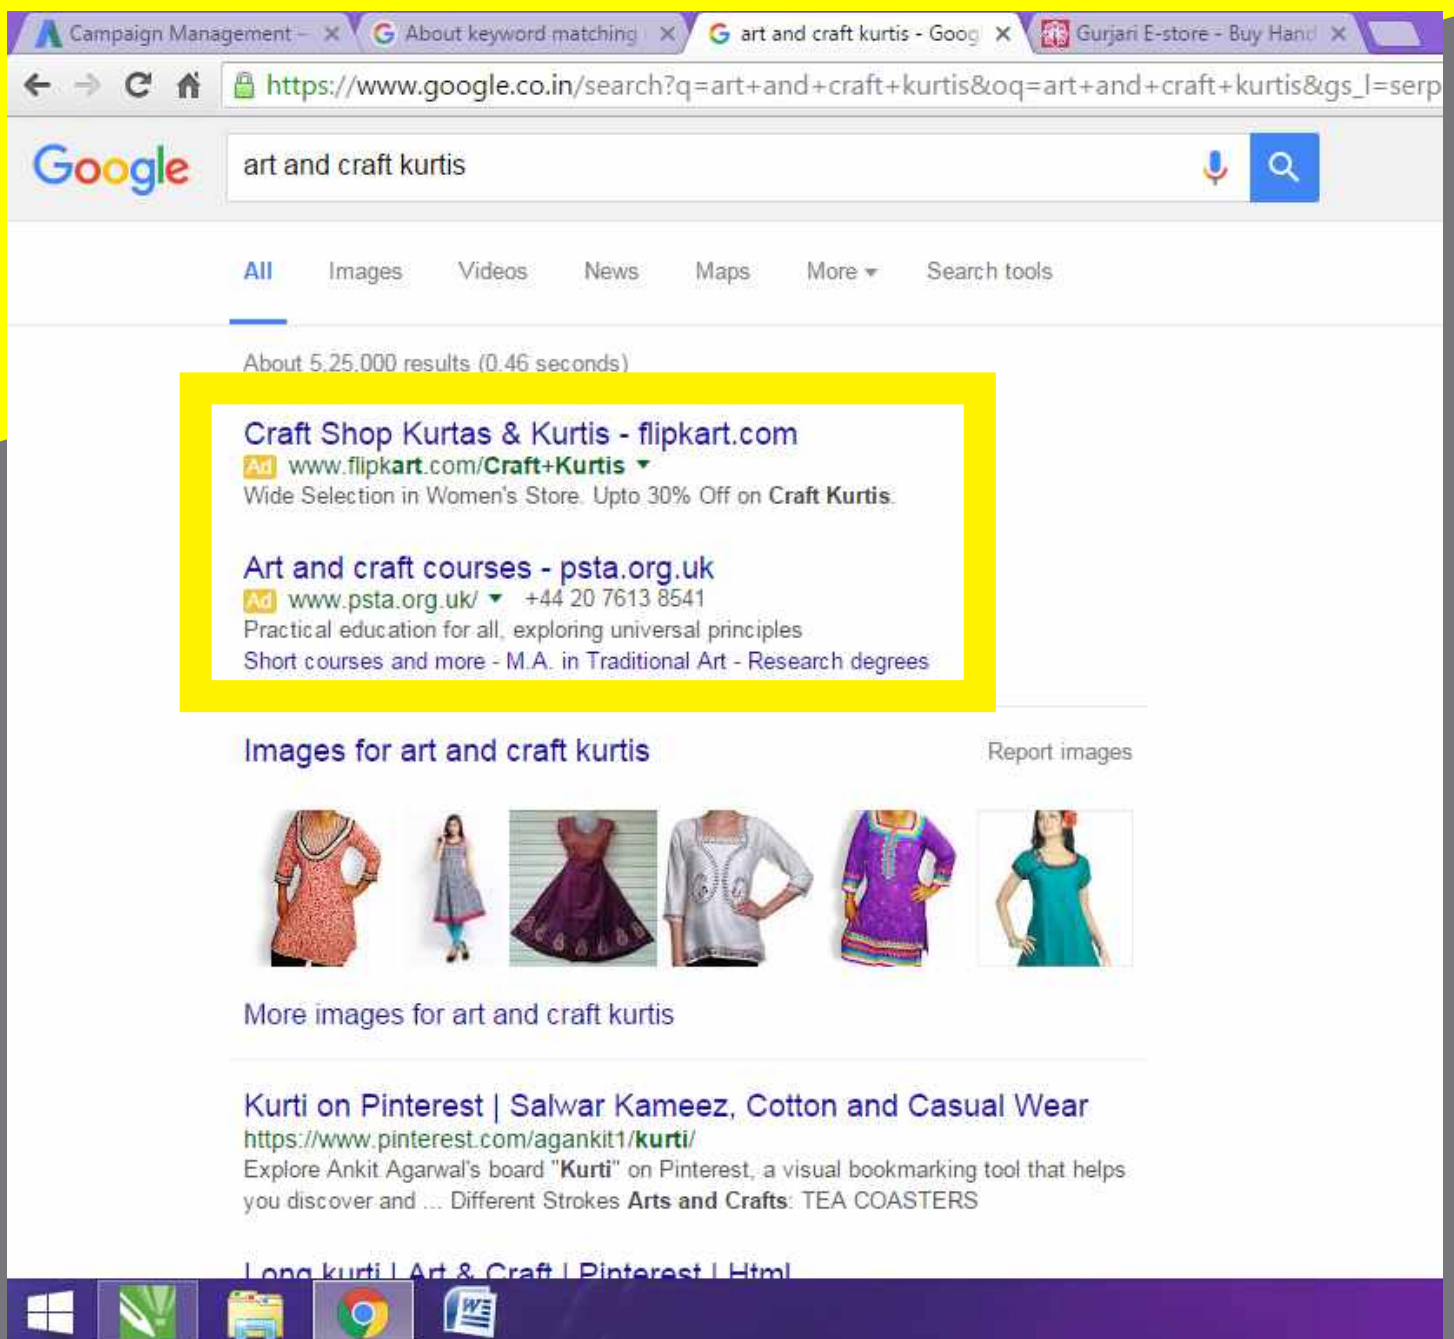 Campaign Management –
About keyword matching
art and craft kurtis - Goog
Gurjari E-store - Buy Hand
https://www.google.co.in/search?q=art+and+craft+kurtis&oq=art+and+craft+kurtis&gs_l=serp
Google
art and craft kurtis
All Images Videos News Maps More Search tools
About 5,25,000 results (0.46 seconds)
Craft Shop Kurtas & Kurtis - flipkart.com
Ad www.flipkart.com/Craft+Kurtis
Wide Selection in Women's Store. Upto 30% Off on Craft Kurtis.
Art and craft courses - psta.org.uk
Ad www.psta.org.uk/ +44 20 7613 8541
Practical education for all, exploring universal principles
Short courses and more - M.A. in Traditional Art - Research degrees
Images for art and craft kurtis
Report images
More images for art and craft kurtis
Kurti on Pinterest | Salwar Kameez, Cotton and Casual Wear
https://www.pinterest.com/agankit1/kurti/
Explore Ankit Agarwal's board "Kurti" on Pinterest, a visual bookmarking tool that helps
you discover and ... Different Strokes Arts and Crafts: TEA COASTERS
Long kurti | Art & Craft | Pinterest | Html